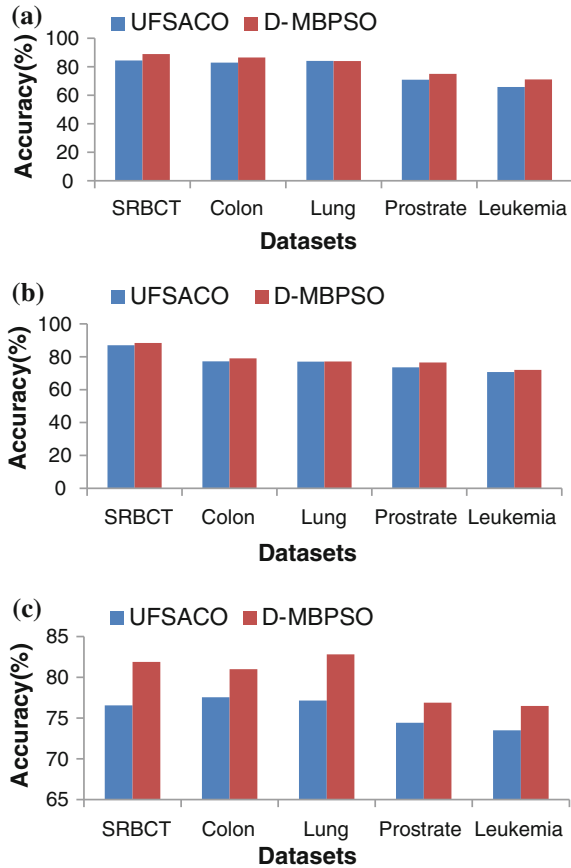 (a)
UFSACO D-MBPSO
Accuracy(%)
100
80
60
40
20
0
SRBCT Colon Lung Prostrate Leukemia
Datasets
(b)
UFSACO D-MBPSO
Accuracy(%)
100
80
60
40
20
0
SRBCT Colon Lung Prostrate Leukemia
Datasets
(c)
UFSACO D-MBPSO
Accuracy(%)
85
80
75
70
65
SRBCT Colon Lung Prostrate Leukemia
Datasets